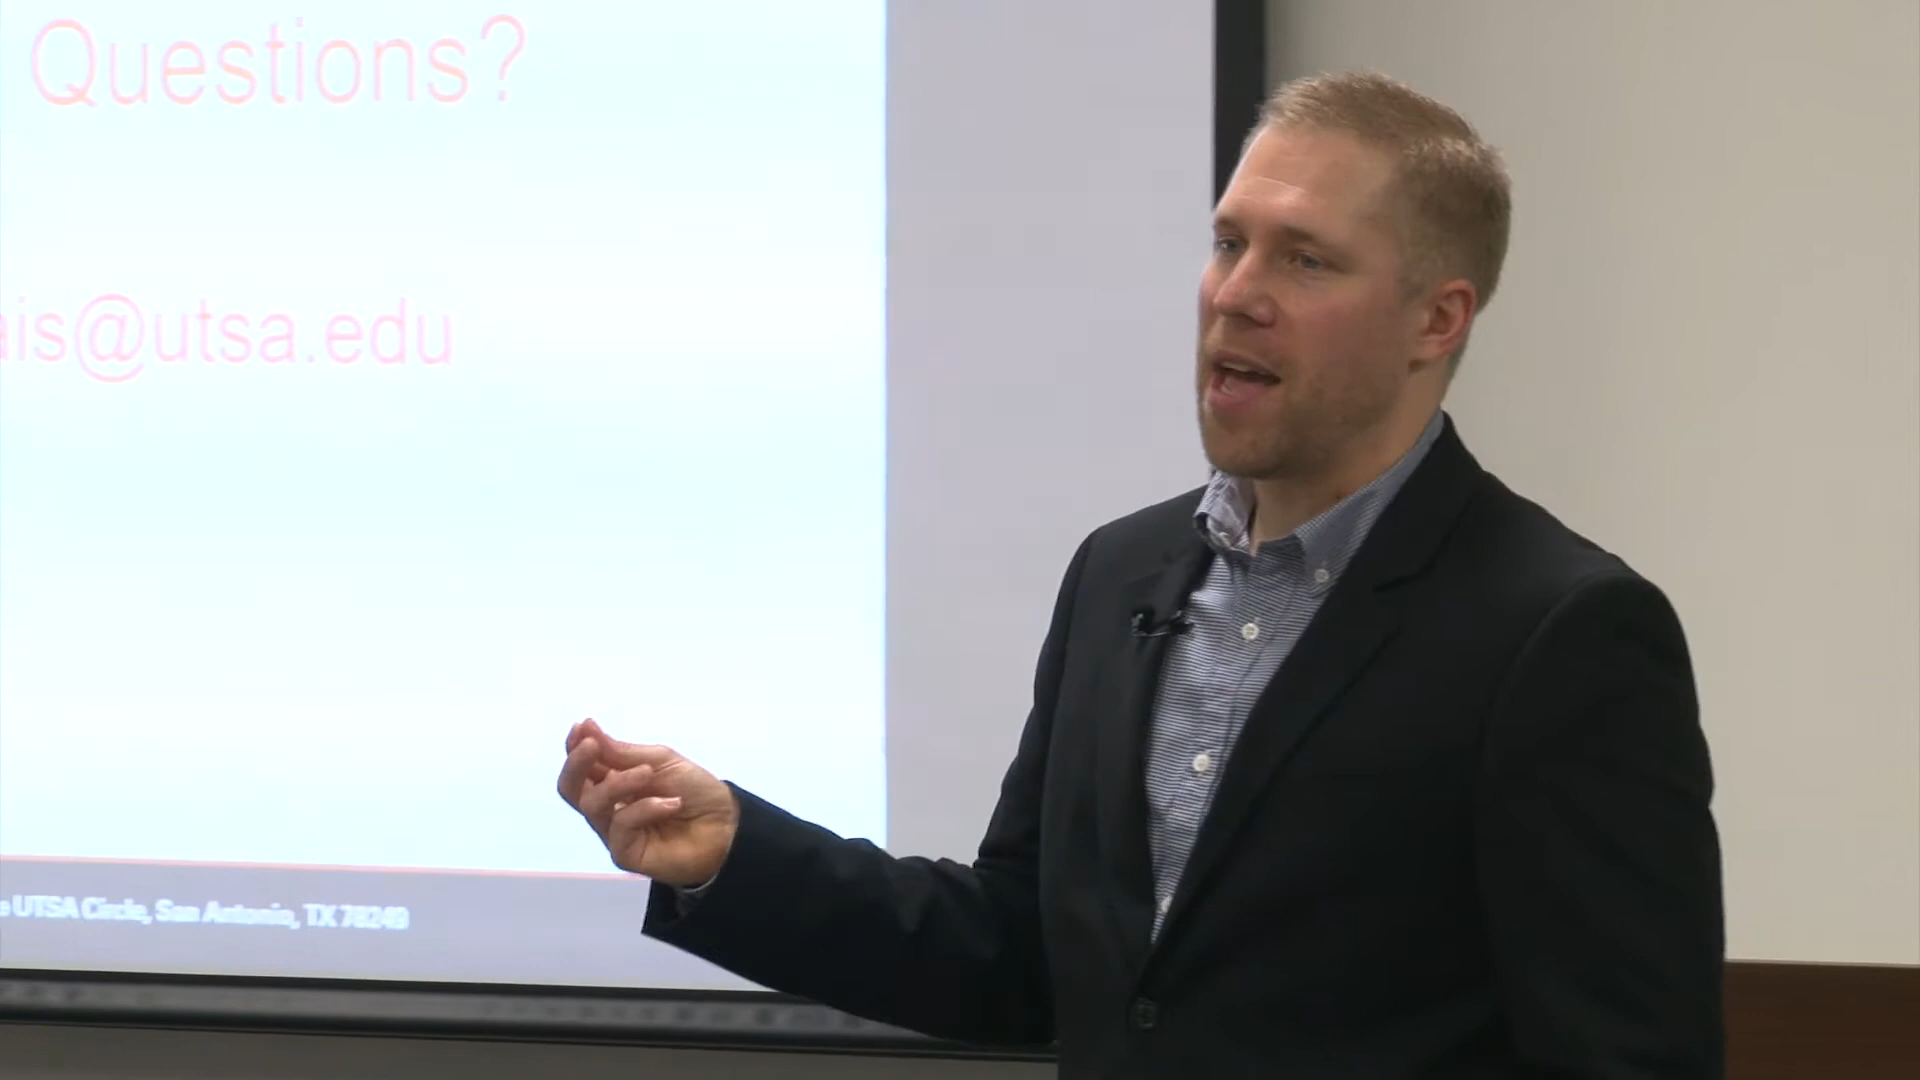 Questions?
ais@utsa.edu
e UTSA Circle, San Antonio, TX 78249